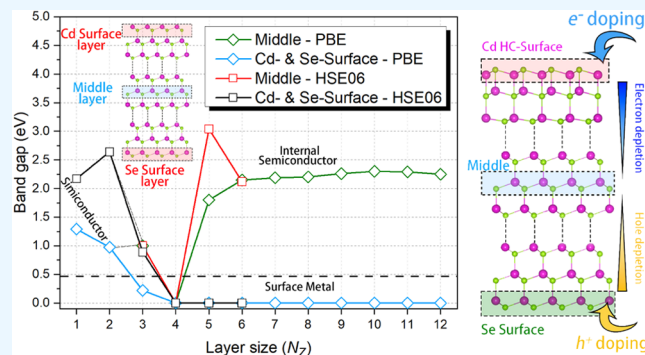 5.0
4.5
4.0
3.5
3.0
2.5
2.0
1.5
1.0
0.5
0.0
Band gap (eV)
1 2 3 4 5 6 7 8 9 10 11 12
Layer size (NZ)
Cd Surface
layer
Middle
layer
Se Surface
layer
Middle - PBE
Cd- & Se-Surface - PBE
Middle - HSE06
Cd- & Se-Surface - HSE06
Simiconductor
Internal
Semiconductor
Surface Metal
e- doping
Cd HC-Surface
Electron depletion
Middle
Hole depletion
Se Surface
h+ doping